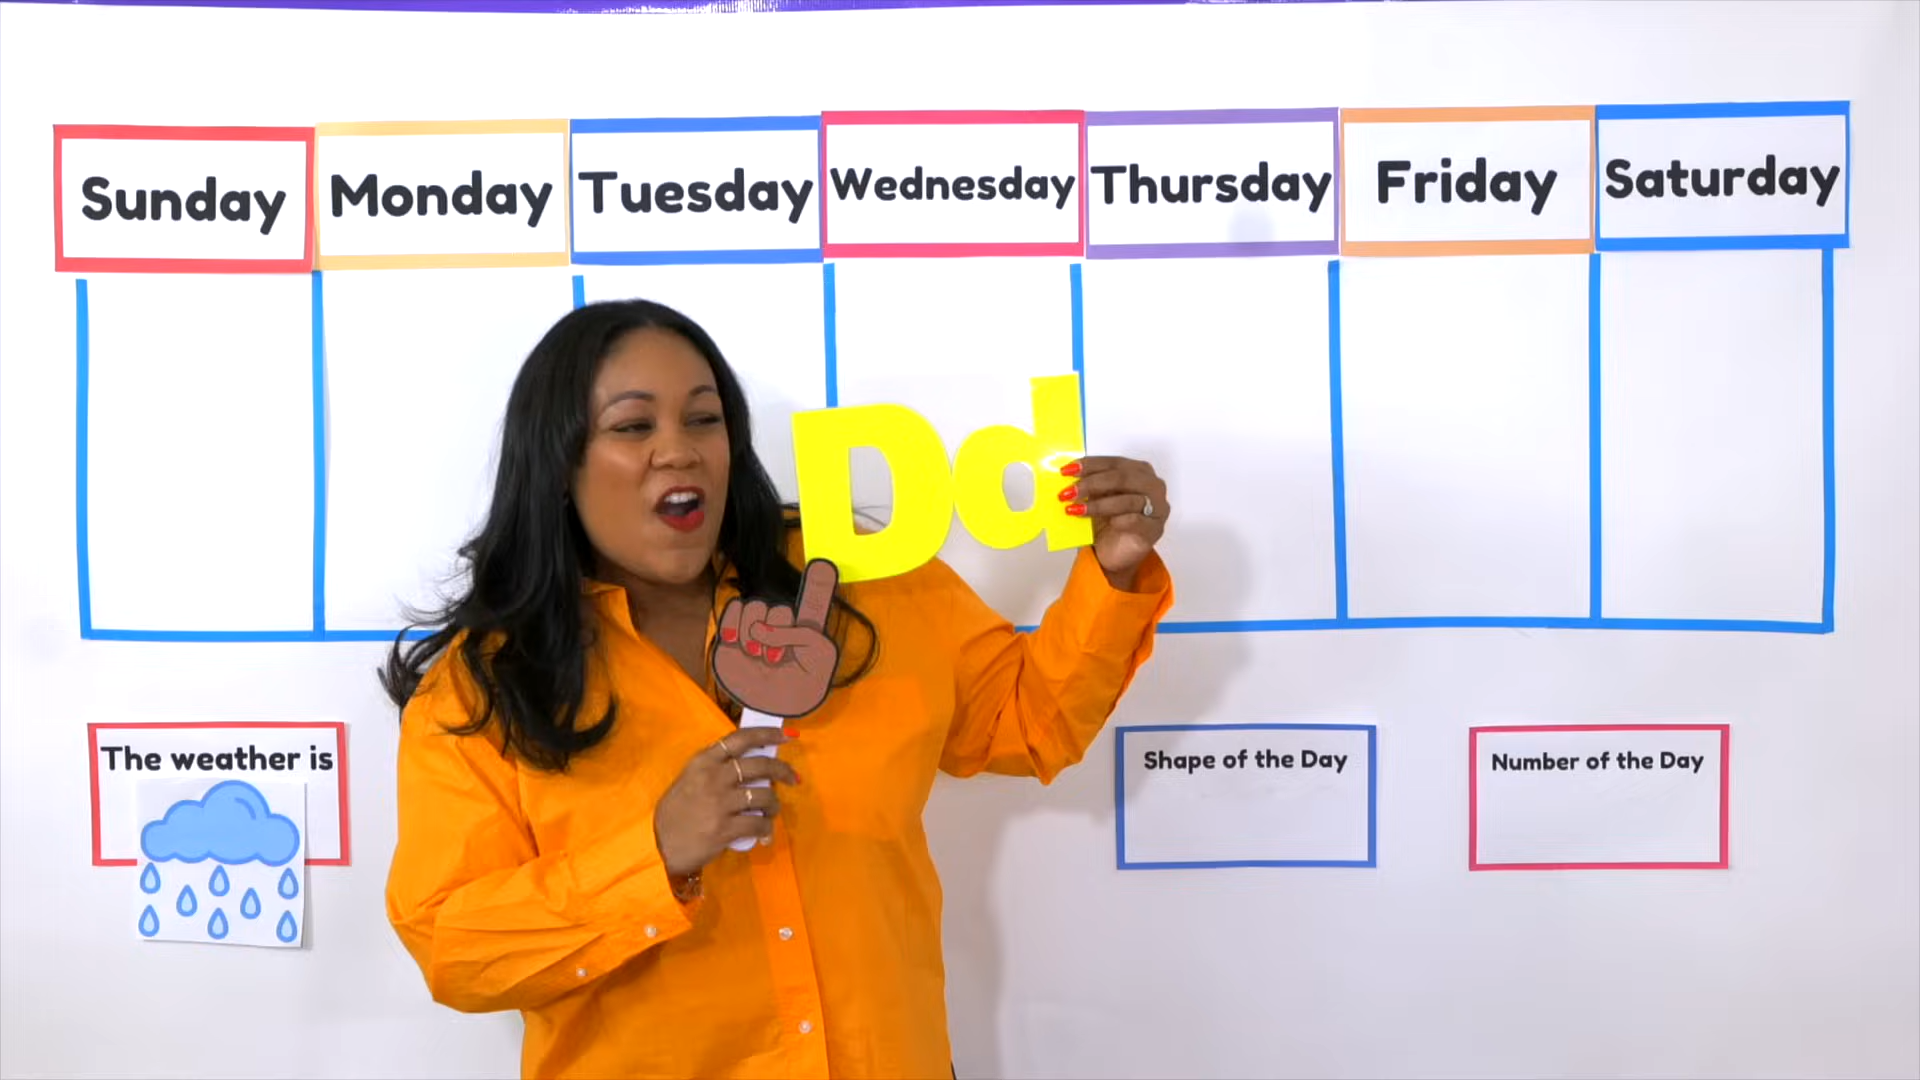 Sunday Monday Tuesday Wednesday Thursday Friday Saturday
Dd
The weather is
Shape of the Day
Number of the Day